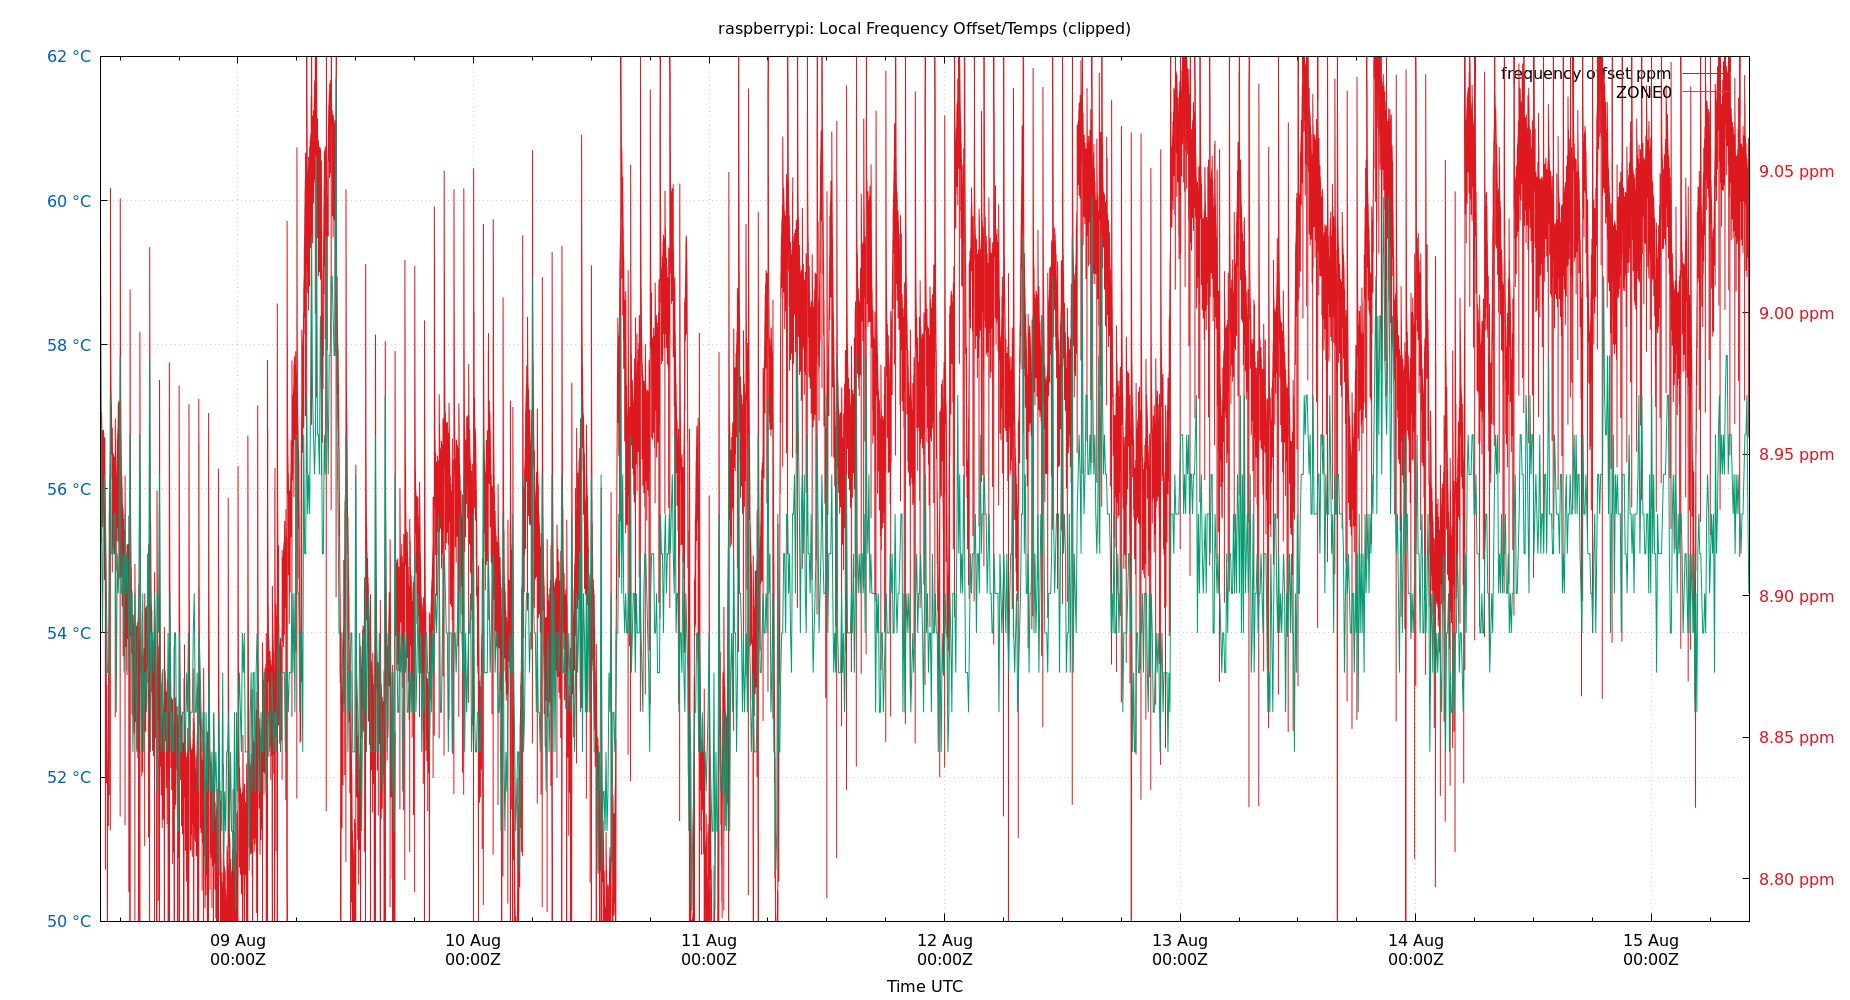 raspberrypi: Local Frequency Offset/Temps (clipped)
62 °C
60 °C
58 °C
56 °C
54 °C
52 °C
50 °C
frequency offset ppm
ZONE0
9.05 ppm
9.00 ppm
8.95 ppm
8.90 ppm
8.85 ppm
8.80 ppm
09 Aug
00:00Z
10 Aug
00:00Z
11 Aug
00:00Z
12 Aug
00:00Z
13 Aug
00:00Z
14 Aug
00:00Z
15 Aug
00:00Z
Time UTC